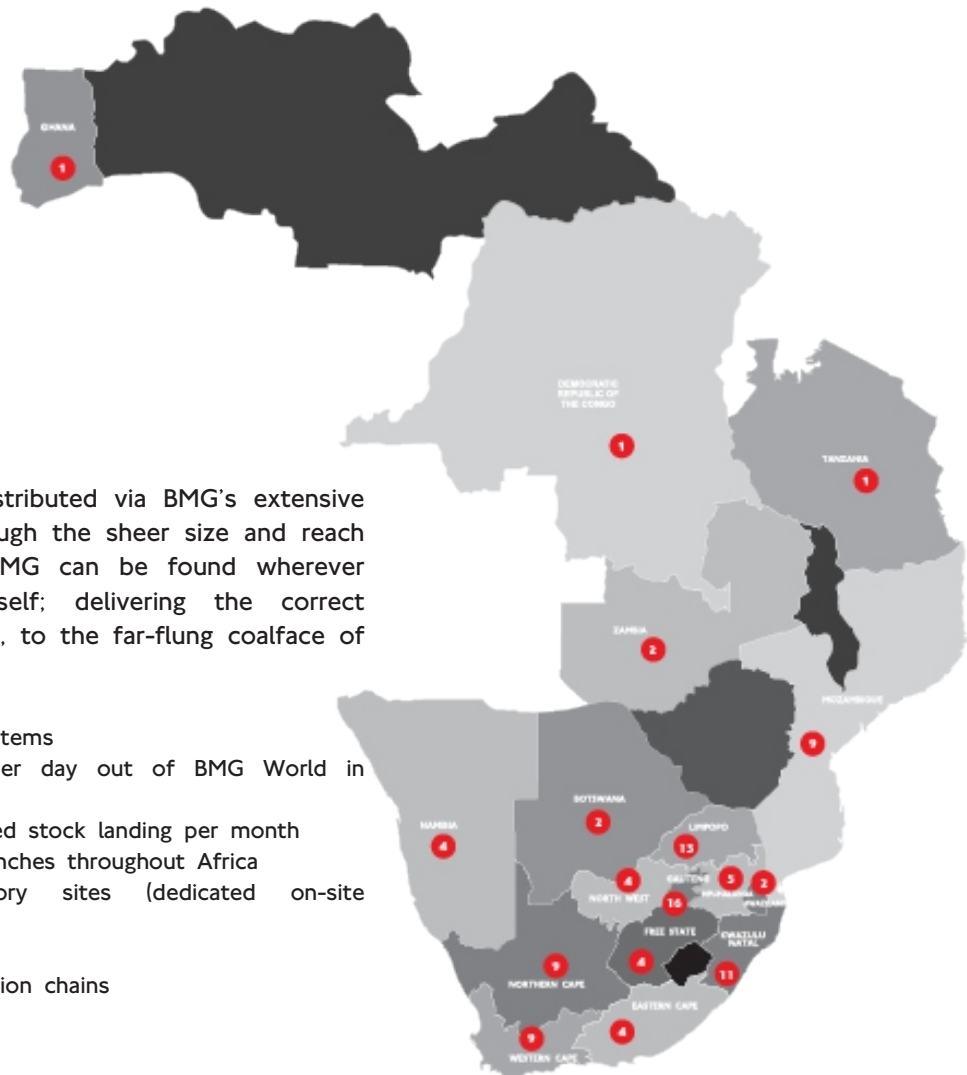 GHANA
1
DEMOCRATIC
REPUBLIC OF
THE CONGO
1
TANZANIA
1
stributed via BMG's extensive
ugh the sheer size and reach
MG can be found wherever
self; delivering the correct
, to the far-flung coalface of
ZAMBIA
2
MOZAMBIQUE
9
tems
er day out of BMG World in
ed stock landing per month
nches throughout Africa
ory sites (dedicated on-site
ion chains
NAMIBIA
4
BOTSWANA
2
LIMPOPO
13
NORTH WEST
4
GAUTENG
16
MPUMALANGA
5
SWAZILAND
2
FREE STATE
4
KWAZULU
NATAL
11
NORTHERN CAPE
9
EASTERN CAPE
4
WESTERN CAPE
9